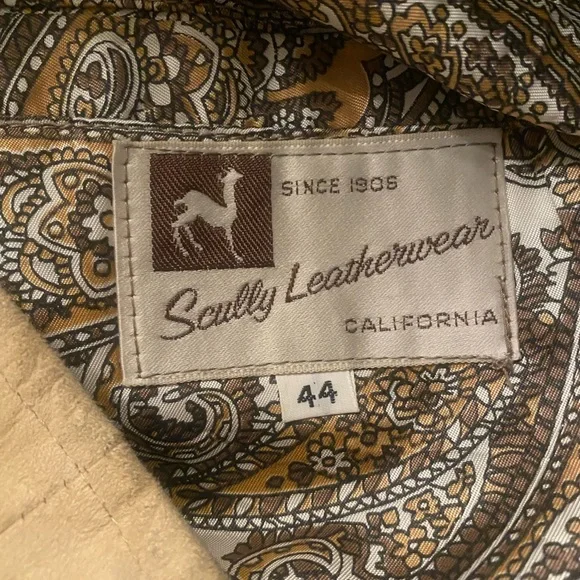 SINCE 1906
Scully Leatherwear
CALIFORNIA
44